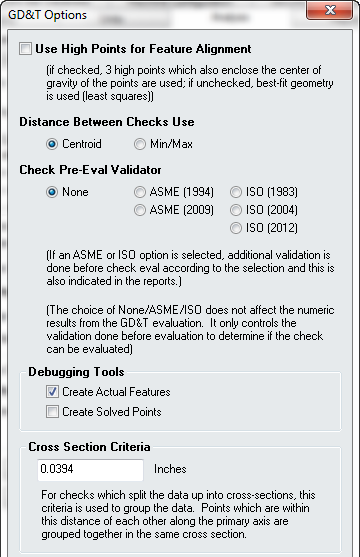 GD&T Options
Use High Points for Feature Alignment
(if checked, 3 high points which also enclose the center of
gravity of the points are used; if unchecked, best-fit geometry
is used (least squares))
Distance Between Checks Use
Centroid Min/Max
Check Pre-Eval Validator
None ASME (1994) ISO (1983)
ASME (2009) ISO (2004)
ISO (2012)
(If an ASME or ISO option is selected, additional validation is
done before check eval according to the selection and this is
also indicated in the reports.)
(The choice of None/ASME/ISO does not affect the numeric
results from the GD&T evaluation.  It only controls the
validation done before evaluation to determine if the check
can be evaluated)
Debugging Tools
Create Actual Features
Create Solved Points
Cross Section Criteria
0.0394 Inches
For checks which split the data up into cross-sections, this
criteria is used to group the data.  Points which are within
this distance of each other along the primary axis are
grouped together in the same cross section.